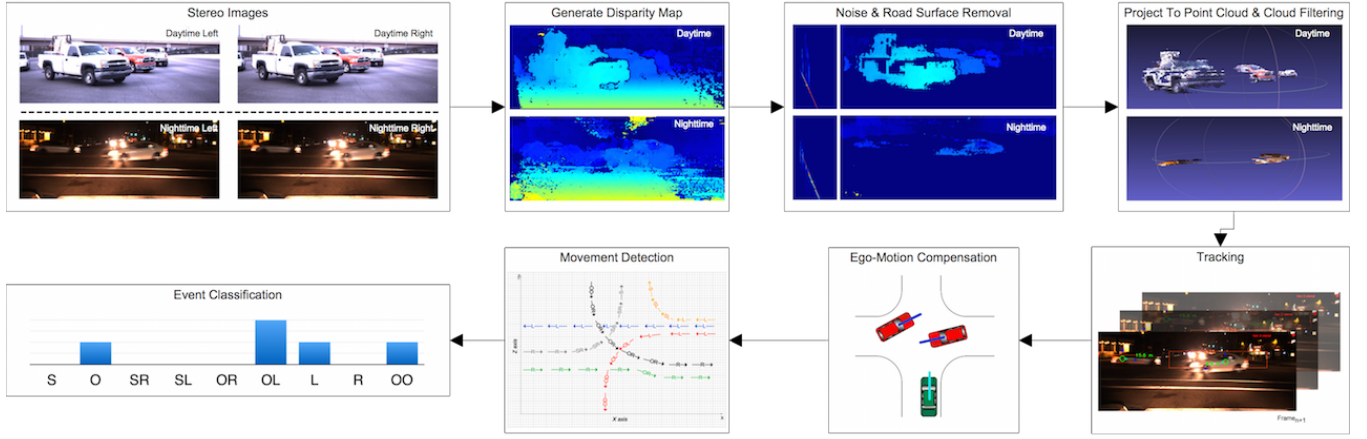 Stereo Images
Daytime Left
Daytime Right
Nighttime Left
Nighttime Right
Generate Disparity Map
Daytime
Nighttime
Noise & Road Surface Removal
Daytime
Nighttime
Project To Point Cloud & Cloud Filtering
Daytime
Nighttime
Event Classification
S O SR SL OR OL L R OO
Movement Detection
Z axis
X axis
Ego-Motion Compensation
Tracking
Frame n+1